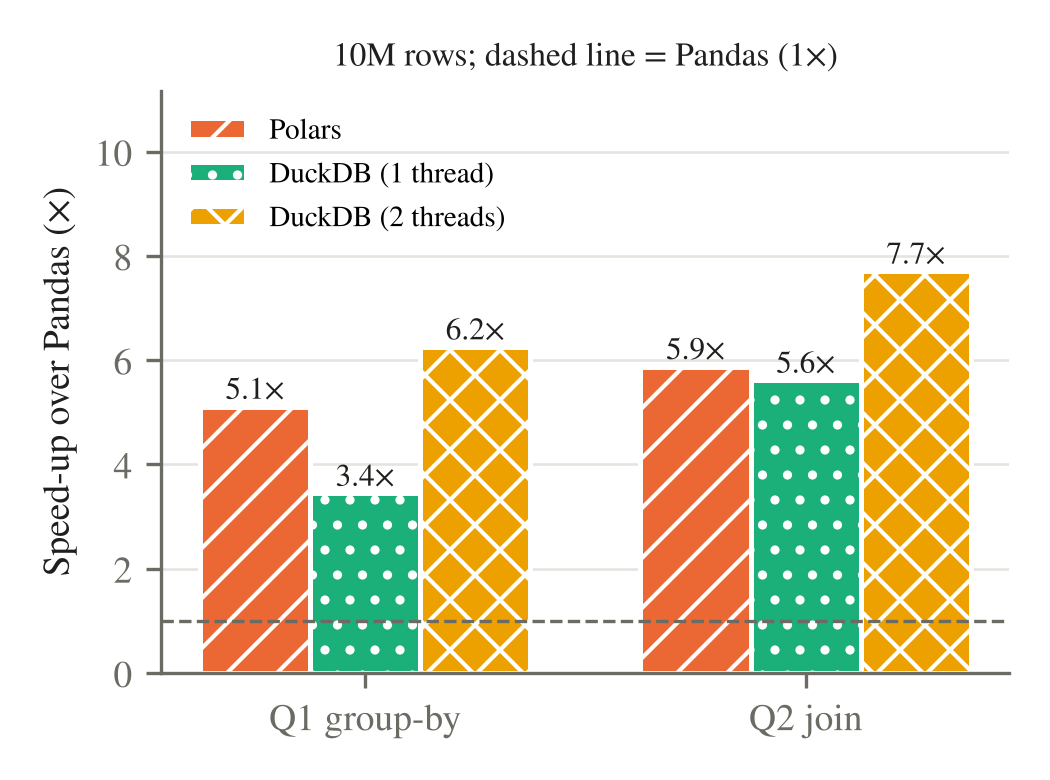 10M rows; dashed line = Pandas (1×)
Speed-up over Pandas (×)
10
8
6
4
2
0
Polars
DuckDB (1 thread)
DuckDB (2 threads)
5.1×
3.4×
6.2×
5.9×
5.6×
7.7×
Q1 group-by
Q2 join